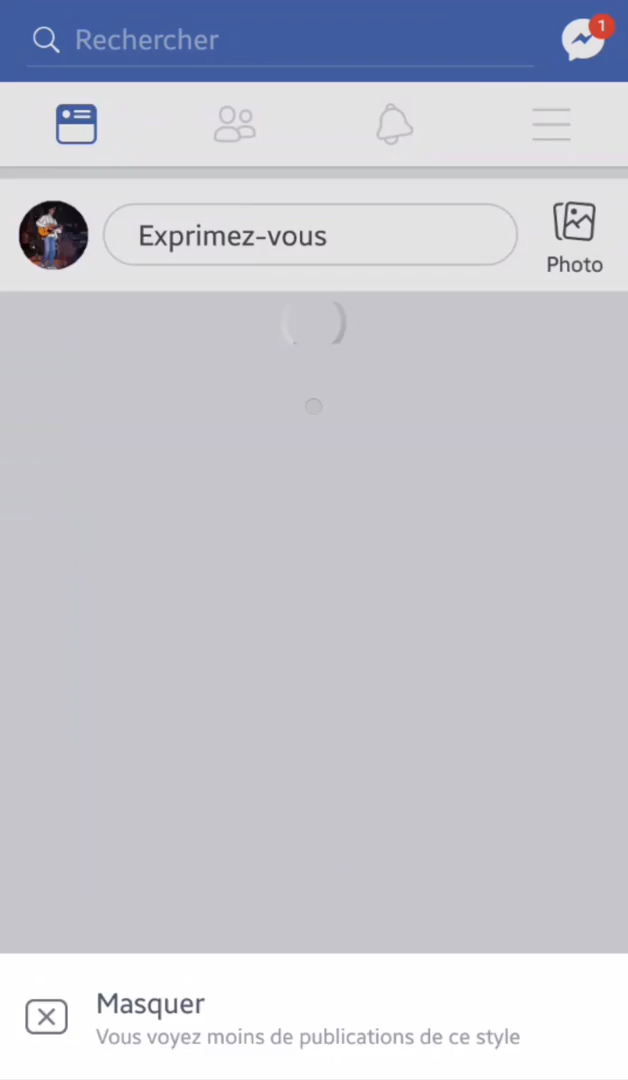 Rechercher
1
Exprimez-vous
Photo
Masquer
Vous voyez moins de publications de ce style